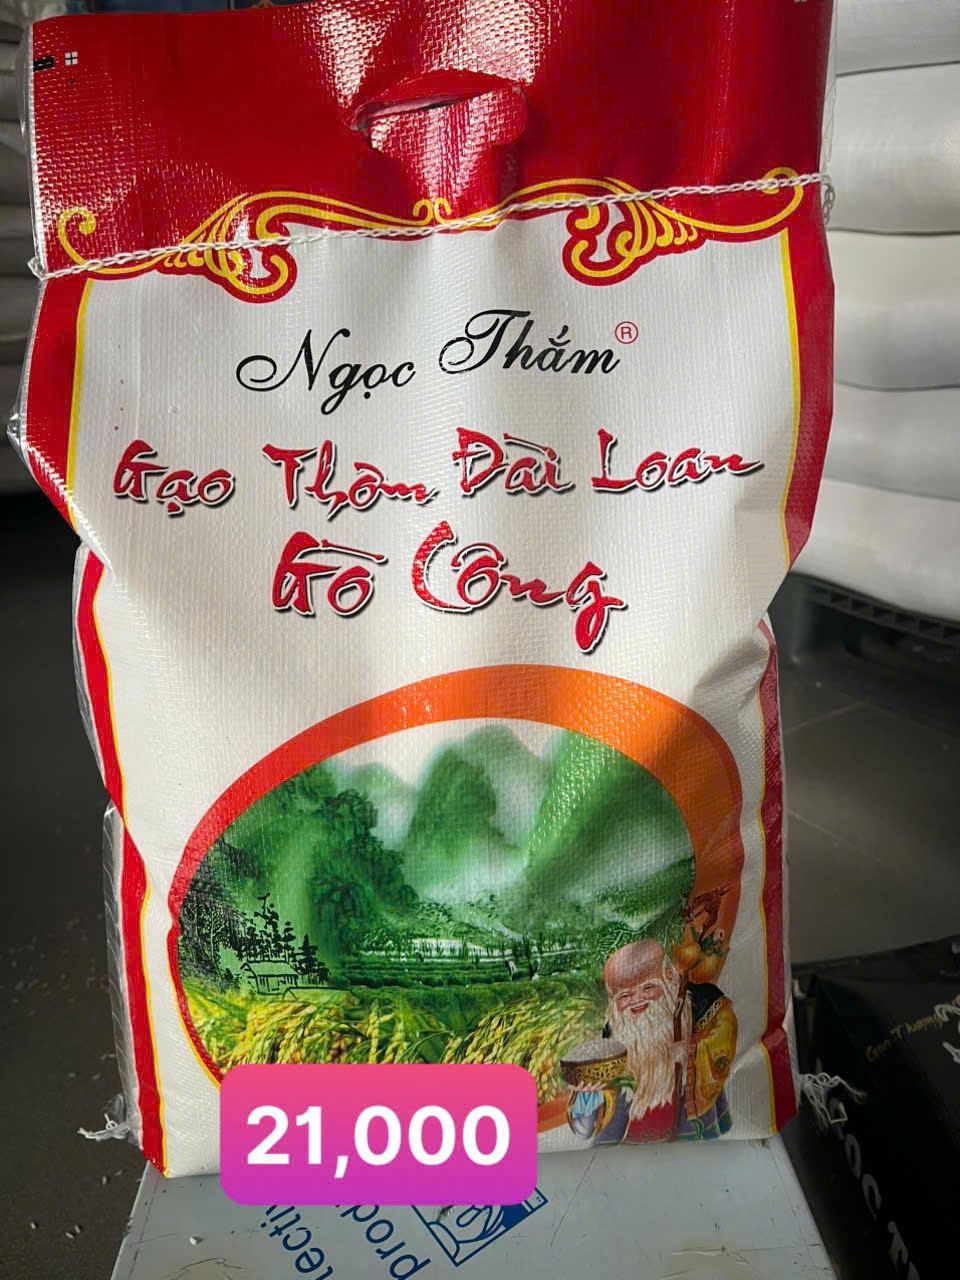 Ngọc Thắm®
Gạo Thơm Đài Loan
Gò Công
21,000